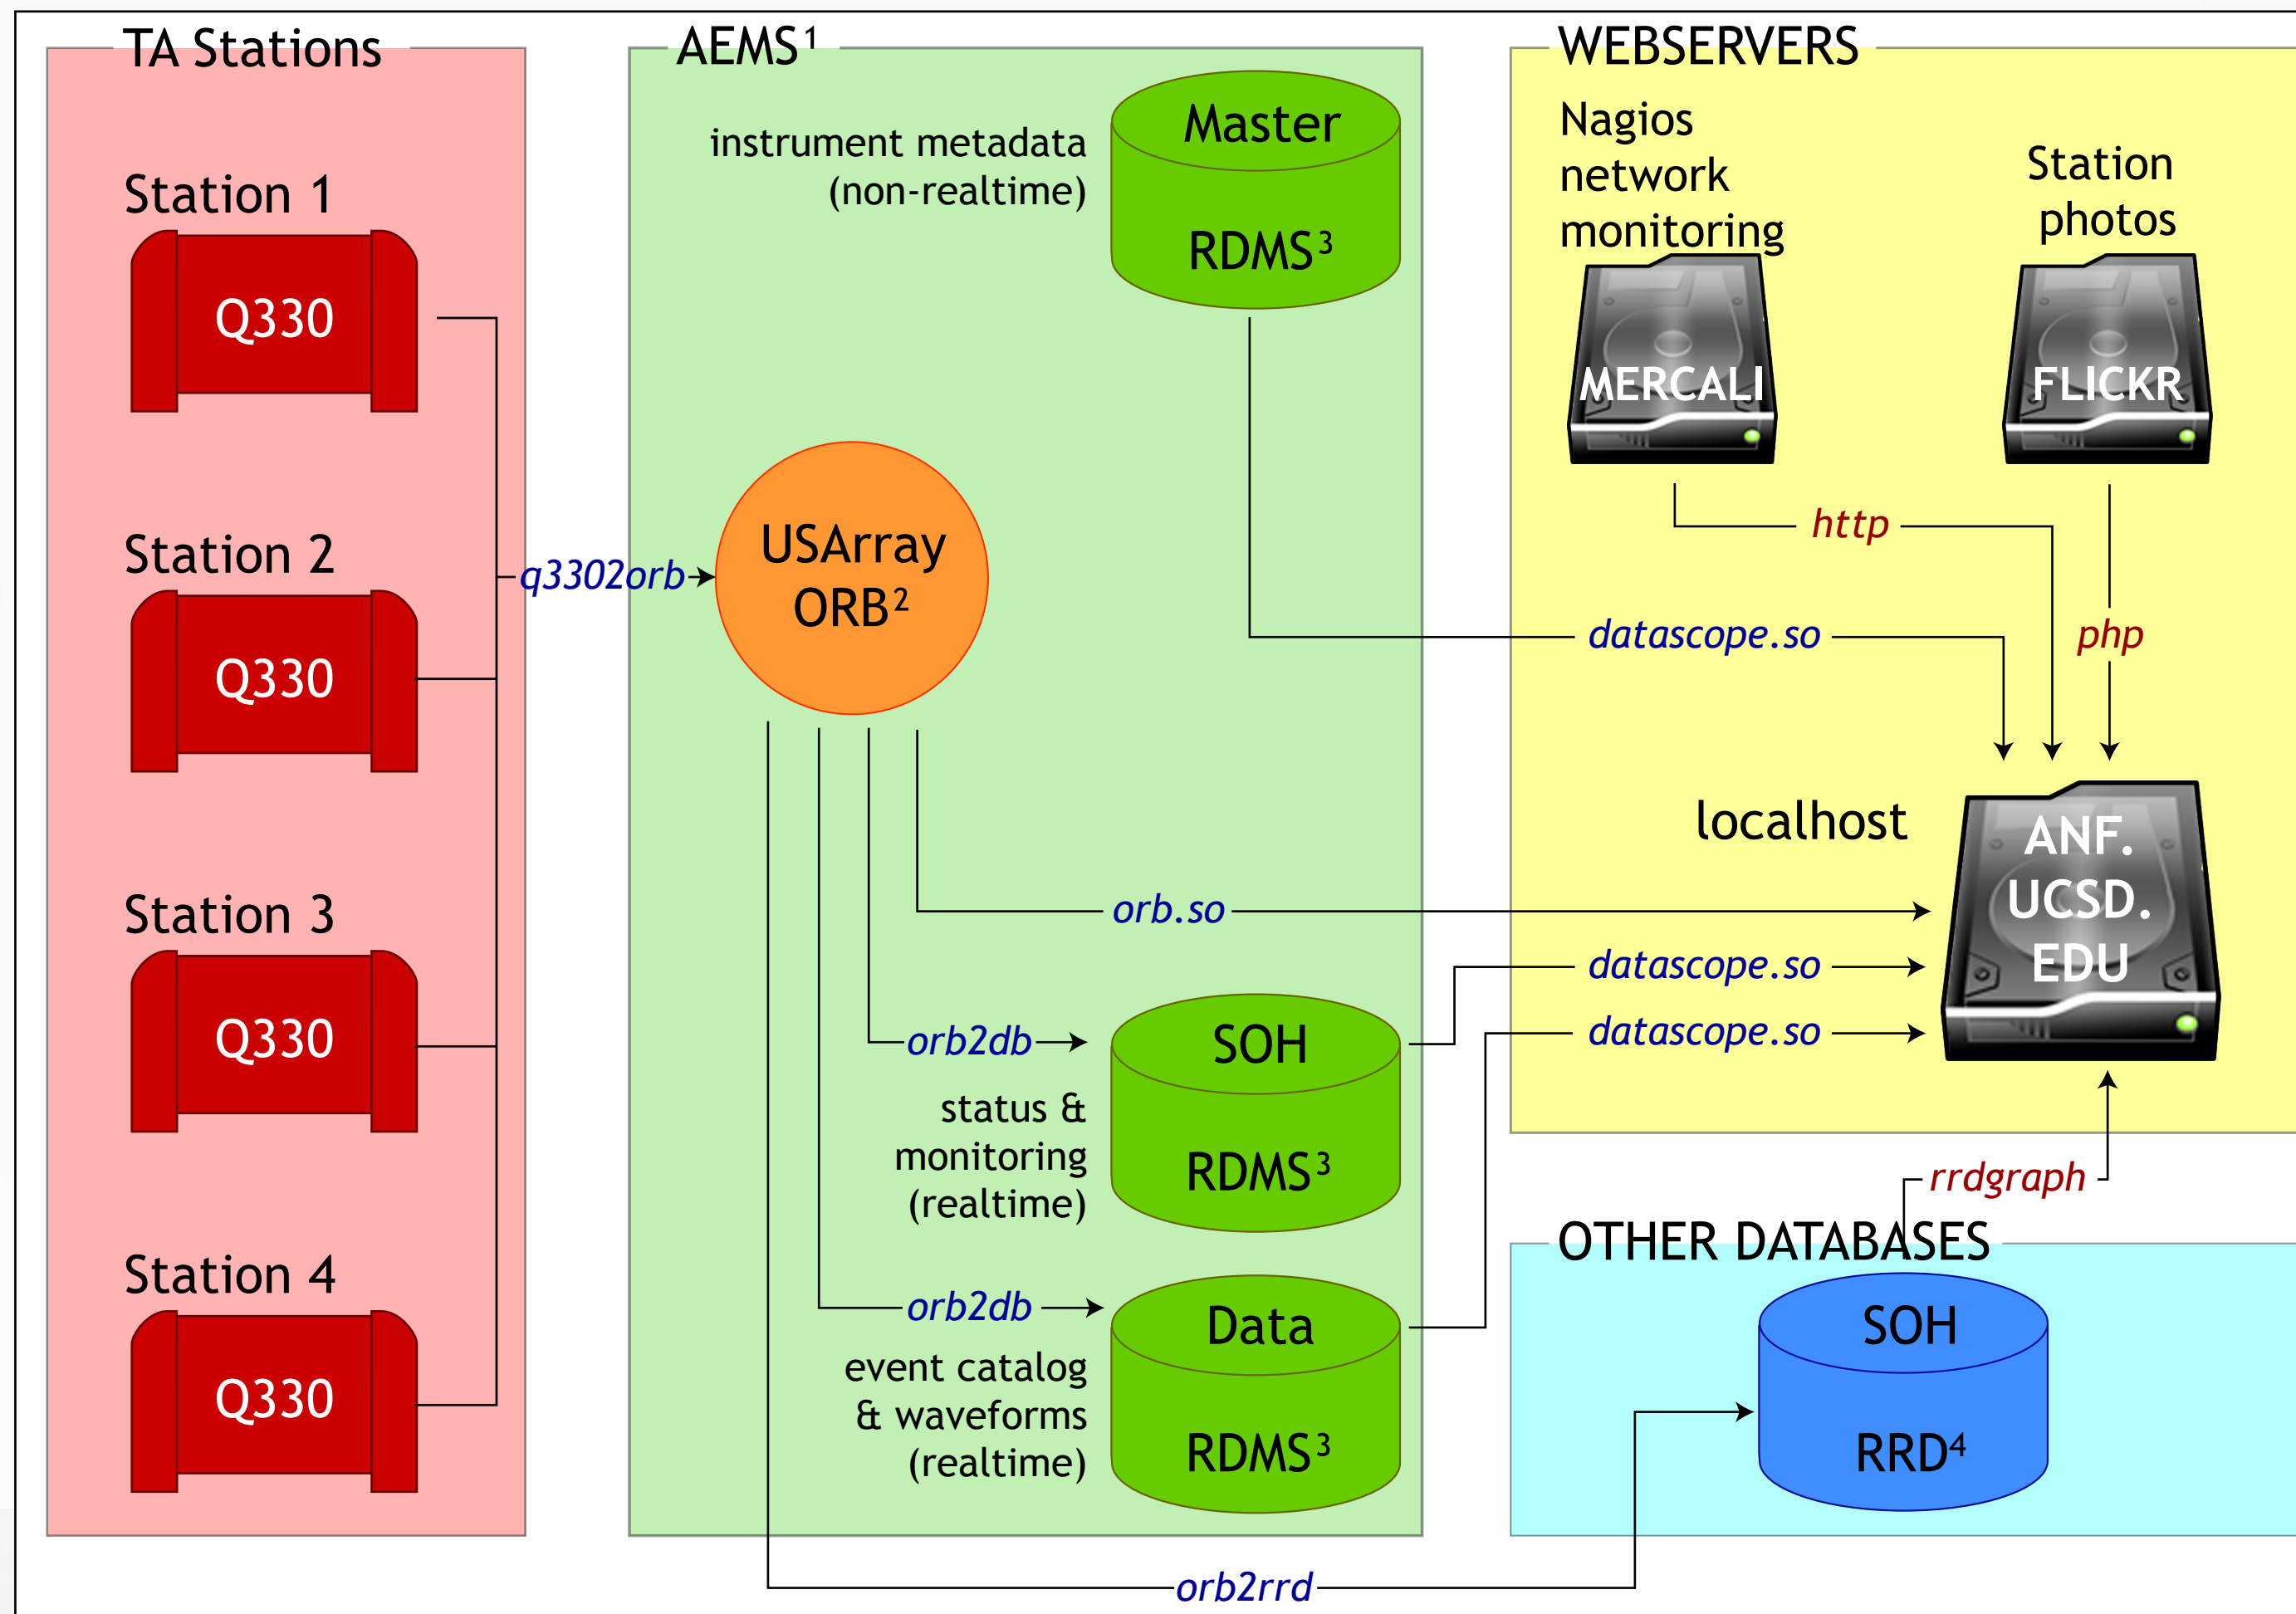 TA Stations
Station 1
Q330
Station 2
Q330
Station 3
Q330
Station 4
Q330
q3302orb
AEMS¹
instrument metadata
(non-realtime)
Master
RDMS³
USArray
ORB²
orb.so
orb2db
SOH
status &
monitoring
(realtime)
RDMS³
orb2db
Data
event catalog
& waveforms
(realtime)
RDMS³
orb2rrd
WEBSERVERS
Nagios
network
monitoring
MERCALI
Station
photos
FLICKR
http
datascope.so
php
localhost
ANF.
UCSD.
EDU
datascope.so
datascope.so
rrdgraph
OTHER DATABASES
SOH
RRD⁴